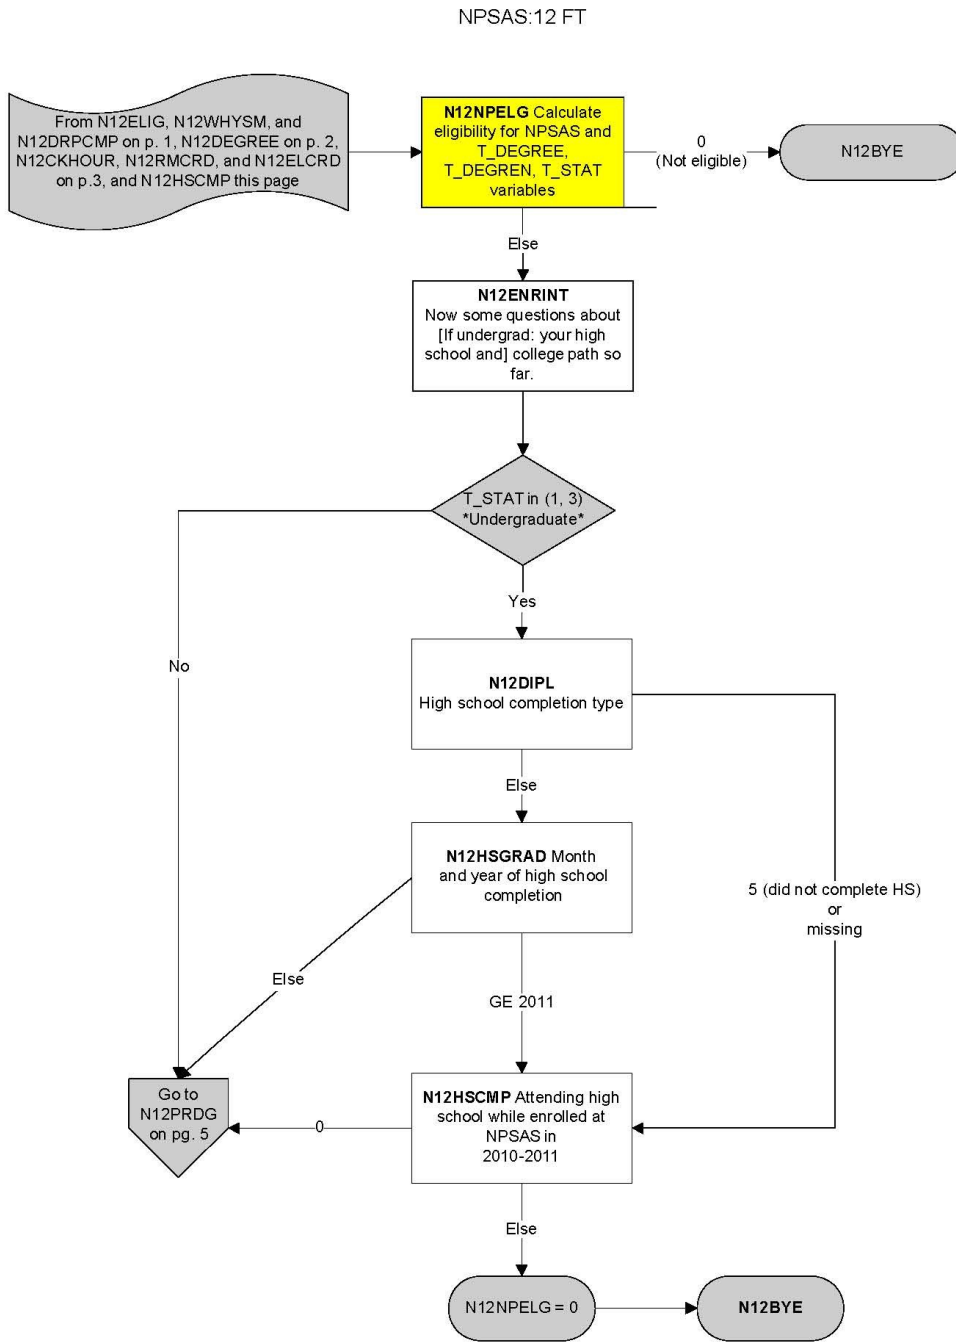 NPSAS:12 FT
From N12ELIG, N12WHYSM, and
N12DRPCMP on p. 1, N12DEGREE on p. 2,
N12CKHOUR, N12RMCRD, and N12ELCRD
on p.3, and N12HSCMP this page
N12NPELG Calculate
eligibility for NPSAS and
T_DEGREE,
T_DEGREN, T_STAT
variables
0
(Not eligible)
N12BYE
Else
N12ENRINT
Now some questions about
[If undergrad: your high
school and] college path so
far.
T_STAT in (1, 3)
*Undergraduate*
Yes
No
N12DIPL
High school completion type
Else
N12HSGRAD Month
and year of high school
completion
5 (did not complete HS)
or
missing
Else
GE 2011
Go to
N12PRDG
on pg. 5
0
N12HSCMP Attending high
school while enrolled at
NPSAS in
2010-2011
Else
N12NPELG = 0
N12BYE